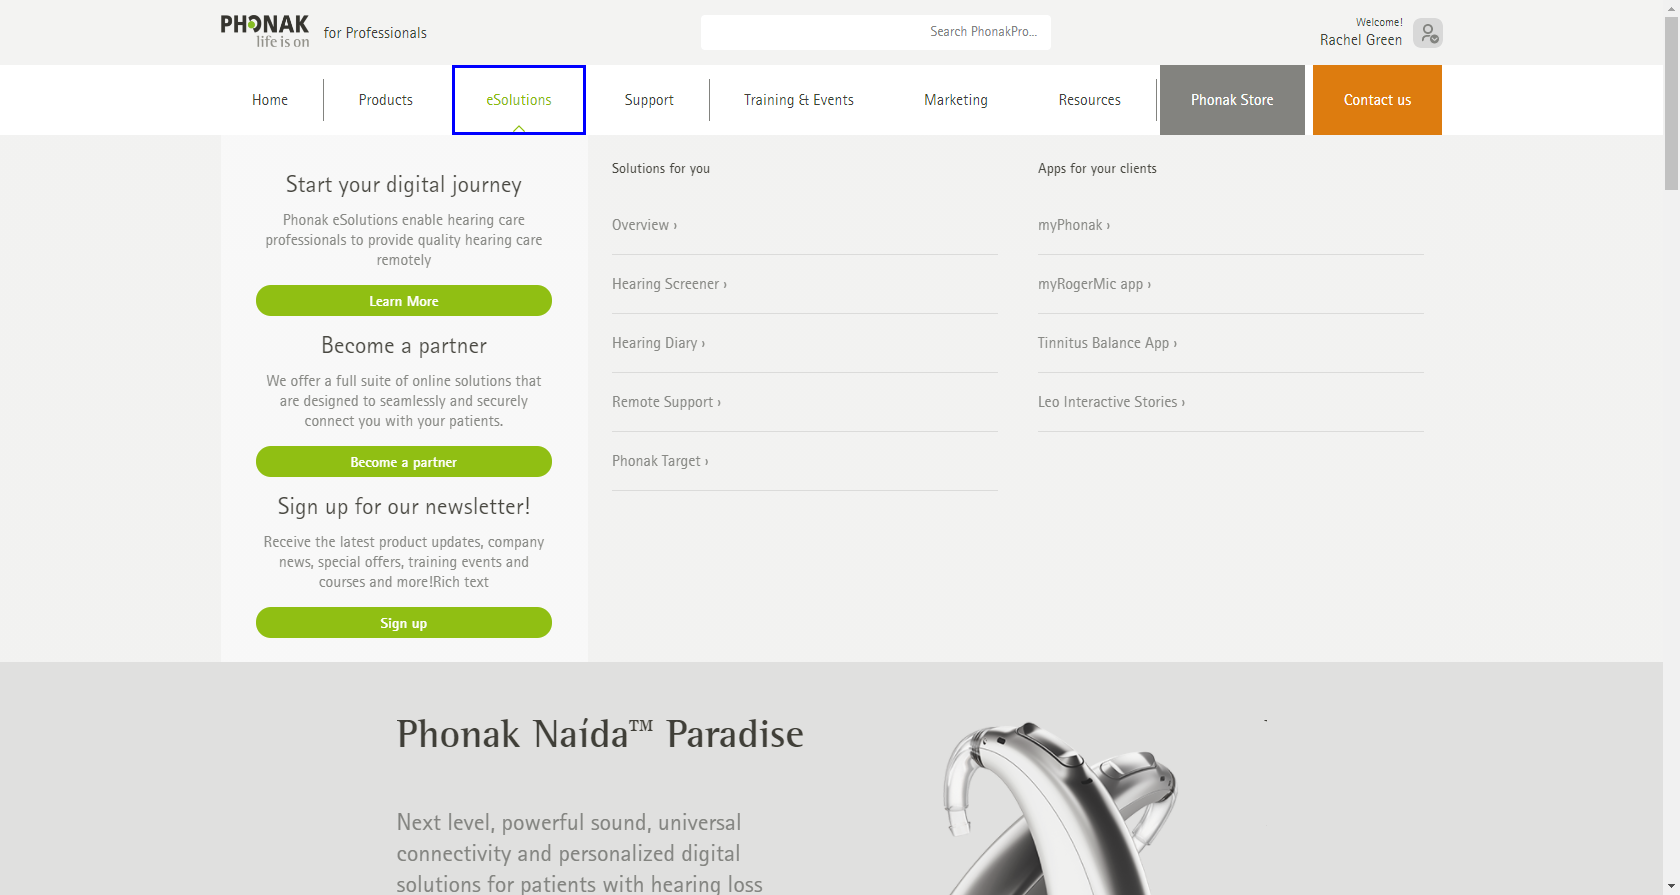 PHONAK
life is on
for Professionals
Search PhonakPro...
Welcome!
Rachel Green
Home
Products
eSolutions
Support
Training & Events
Marketing
Resources
Phonak Store
Contact us
Start your digital journey
Phonak eSolutions enable hearing care
professionals to provide quality hearing care
remotely
Learn More
Become a partner
We offer a full suite of online solutions that
are designed to seamlessly and securely
connect you with your patients.
Become a partner
Sign up for our newsletter!
Receive the latest product updates, company
news, special offers, training events and
courses and more!Rich text
Sign up
Solutions for you
Overview ›
Hearing Screener ›
Hearing Diary ›
Remote Support ›
Phonak Target ›
Apps for your clients
myPhonak ›
myRogerMic app ›
Tinnitus Balance App ›
Leo Interactive Stories ›
Phonak Naída™ Paradise
Next level, powerful sound, universal
connectivity and personalized digital
solutions for patients with hearing loss